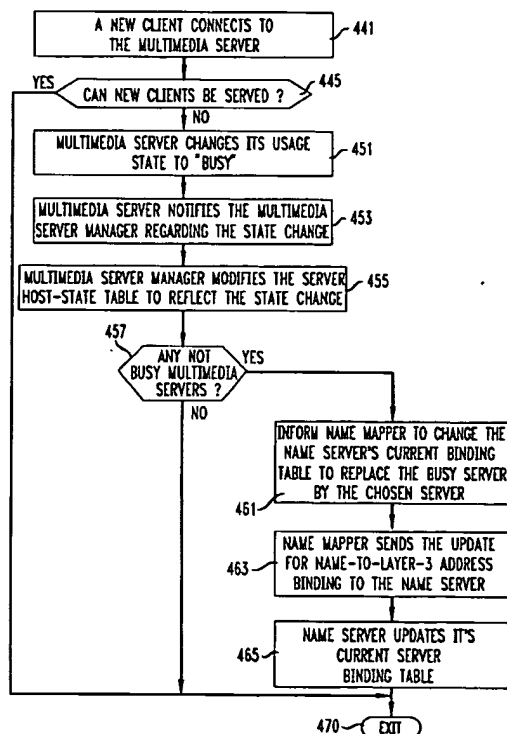 A NEW CLIENT CONNECTS TO
THE MULTIMEDIA SERVER
441
YES
CAN NEW CLIENTS BE SERVED ?
445
NO
MULTIMEDIA SERVER CHANGES ITS USAGE
STATE TO "BUSY"
451
MULTIMEDIA SERVER NOTIFIES THE MULTIMEDIA
SERVER MANAGER REGARDING THE STATE CHANGE
453
MULTIMEDIA SERVER MANAGER MODIFIES THE SERVER
HOST-STATE TABLE TO REFLECT THE STATE CHANGE
455
457
ANY NOT
BUSY MULTIMEDIA
SERVERS ?
YES
NO
INFORM NAME MAPPER TO CHANGE THE
NAME SERVER'S CURRENT BINDING
TABLE TO REPLACE THE BUSY SERVER
BY THE CHOSEN SERVER
461
NAME MAPPER SENDS THE UPDATE
FOR NAME-TO-LAYER-3 ADDRESS
BINDING TO THE NAME SERVER
463
NAME SERVER UPDATES IT'S
CURRENT SERVER
BINDING TABLE
465
470
EXIT